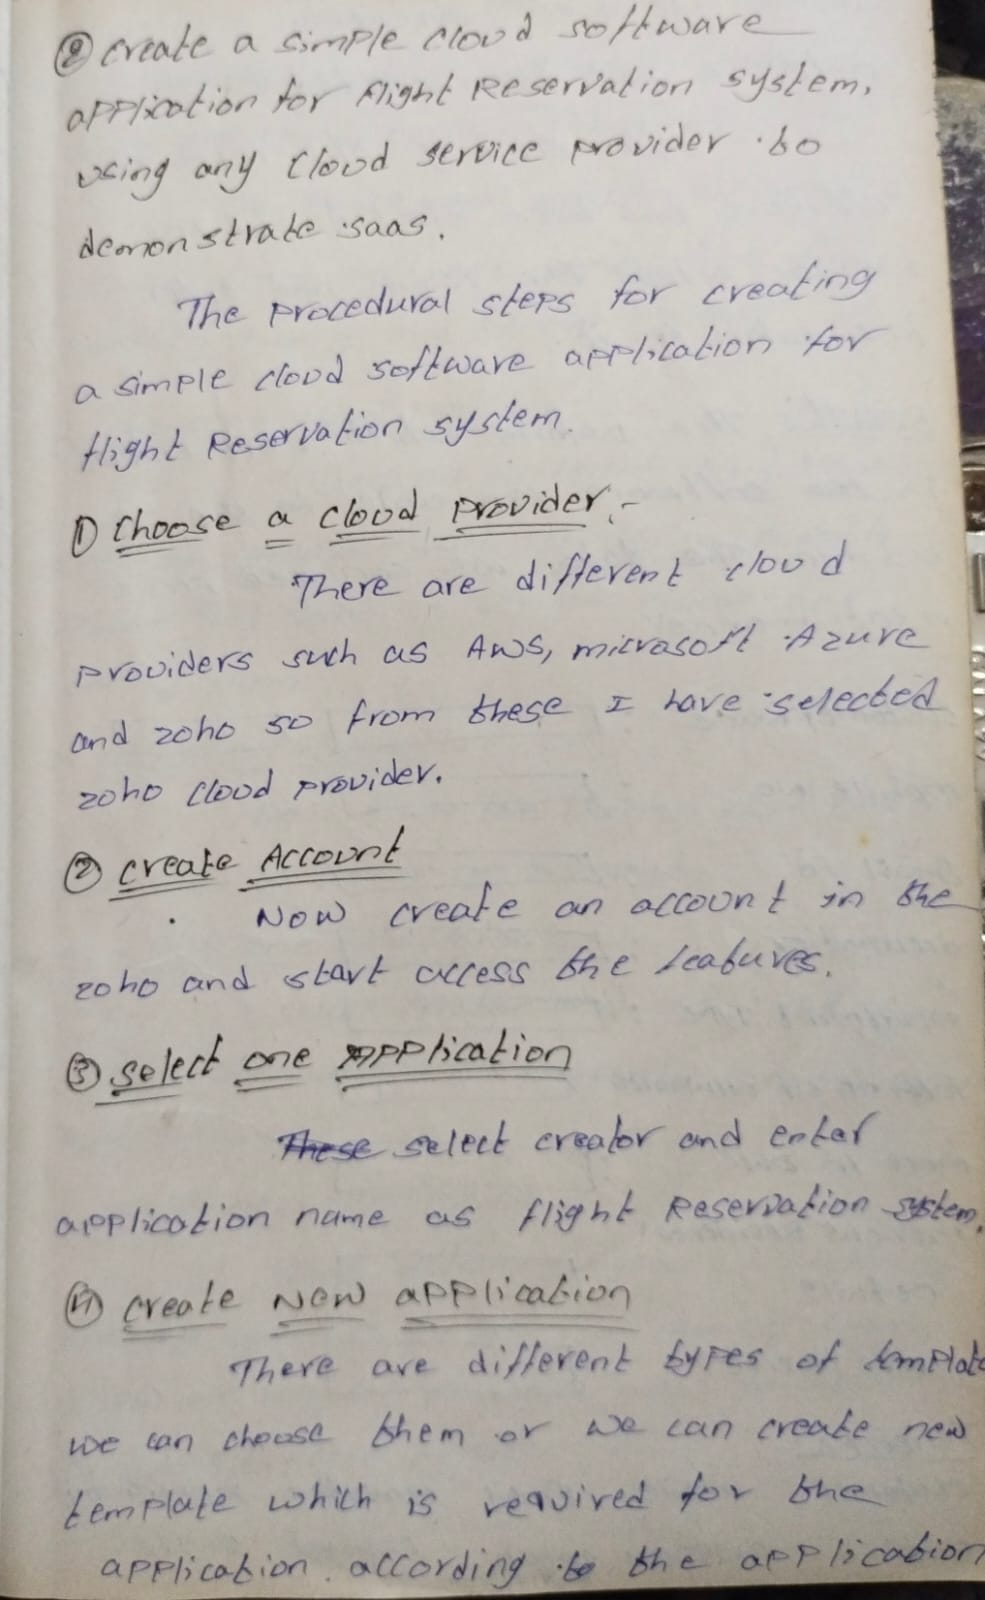 ② create a simple cloud software
application for flight Reservation system,
using any cloud service provider to
demonstrate saas.
The procedural steps for creating
a simple cloud software application for
flight Reservation system.
① choose a cloud provider :-
There are different cloud
providers such as AWS, microsoft Azure
and zoho so from these I have selected
zoho cloud provider.
② create Account
Now create an account in the
zoho and start access the features.
③ select one Application
These select creator and enter
application name as flight Reservation system.
④ create New application
There are different types of template
we can choose them or we can create new
template which is required for the
application. according to the application